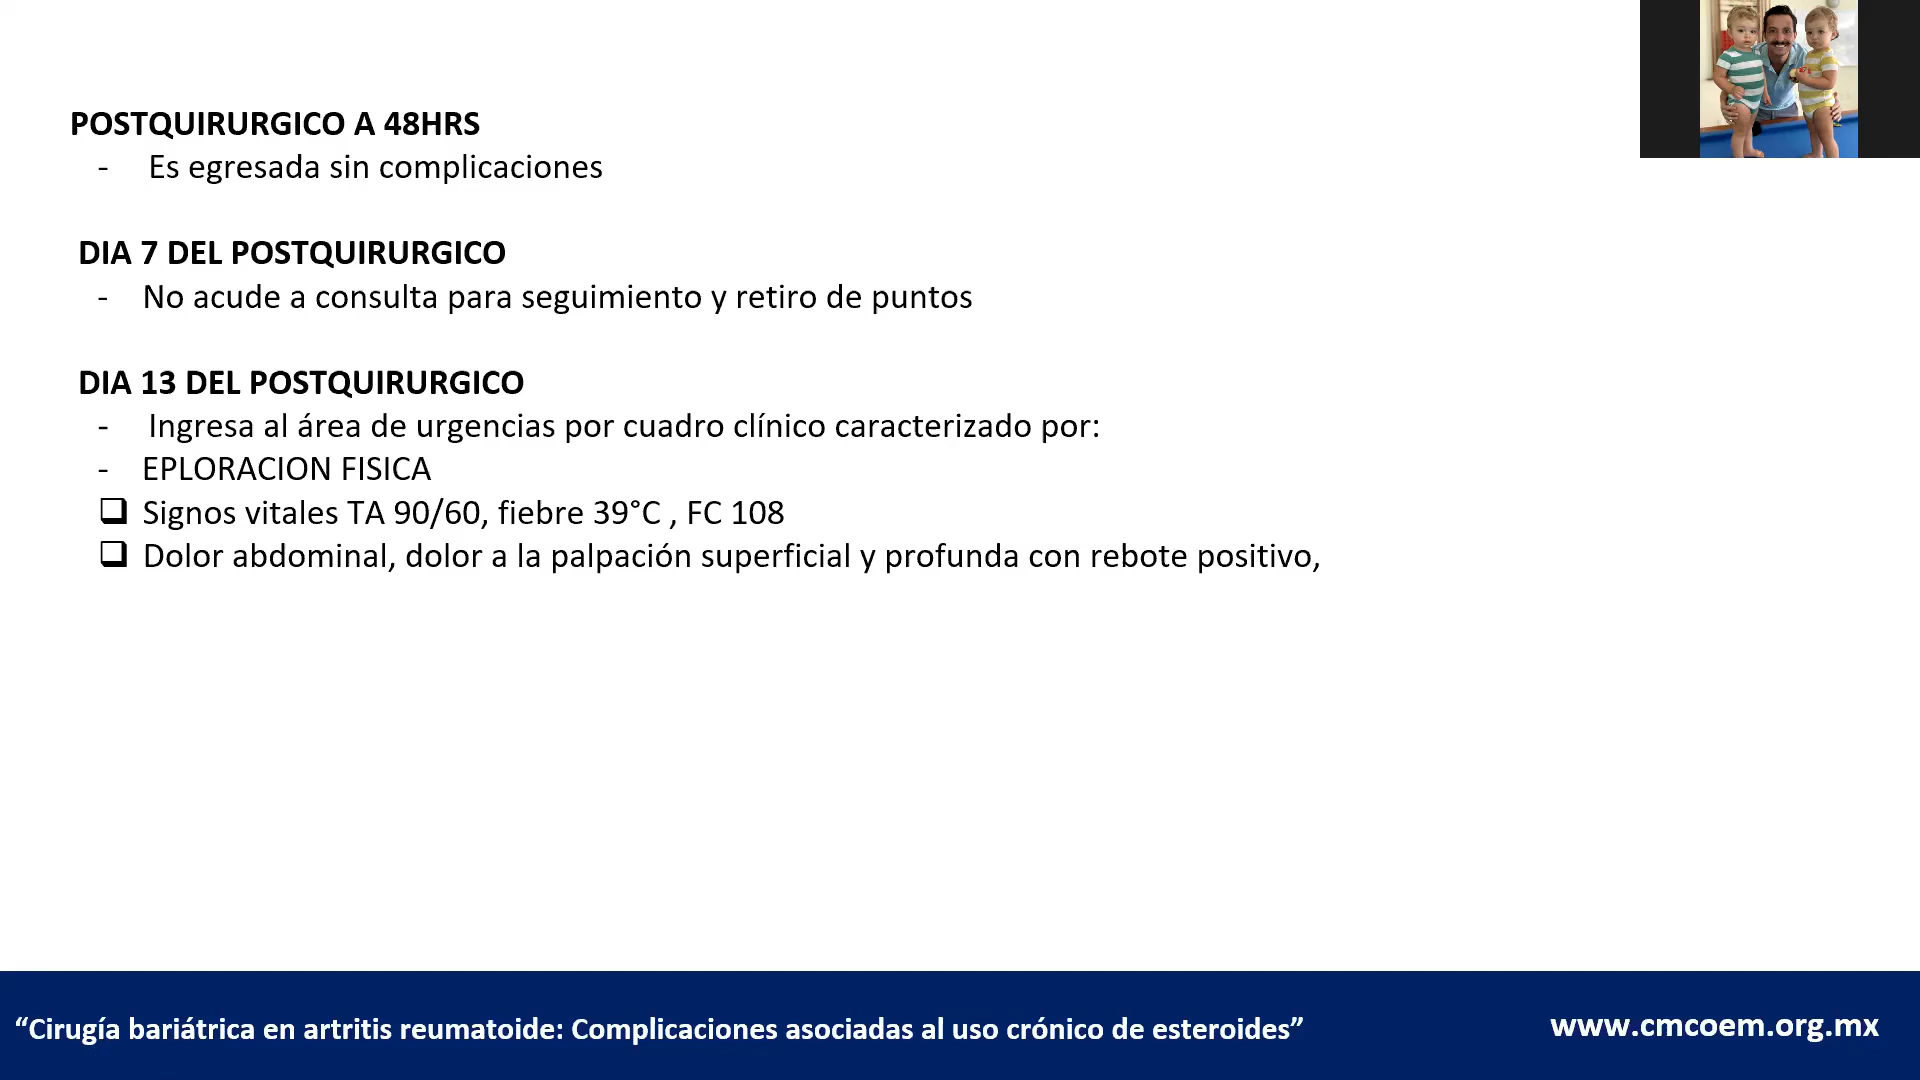 POSTQUIRURGICO A 48HRS
- Es egresada sin complicaciones
DIA 7 DEL POSTQUIRURGICO
- No acude a consulta para seguimiento y retiro de puntos
DIA 13 DEL POSTQUIRURGICO
- Ingresa al área de urgencias por cuadro clínico caracterizado por:
- EPLORACION FISICA
❑ Signos vitales TA 90/60, fiebre 39°C , FC 108
❑ Dolor abdominal, dolor a la palpación superficial y profunda con rebote positivo,
“Cirugía bariátrica en artritis reumatoide: Complicaciones asociadas al uso crónico de esteroides”
www.cmcoem.org.mx